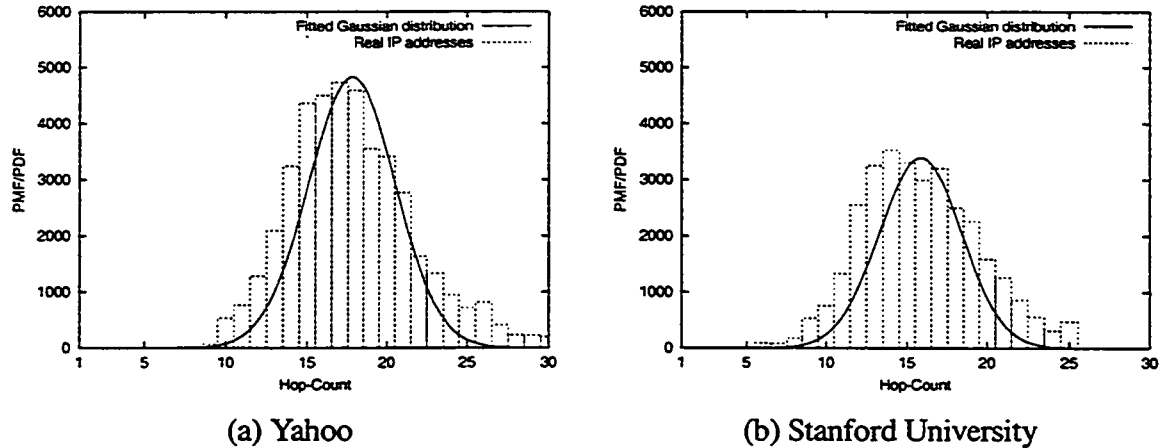 6000
5000
4000
3000
2000
1000
0
PMF/PDF
Fitted Gaussian distribution
Real IP addresses
1 5 10 15 20 25 30
Hop-Count
(a) Yahoo
6000
5000
4000
3000
2000
1000
0
PMF/PDF
Fitted Gaussian distribution
Real IP addresses
1 5 10 15 20 25 30
Hop-Count
(b) Stanford University